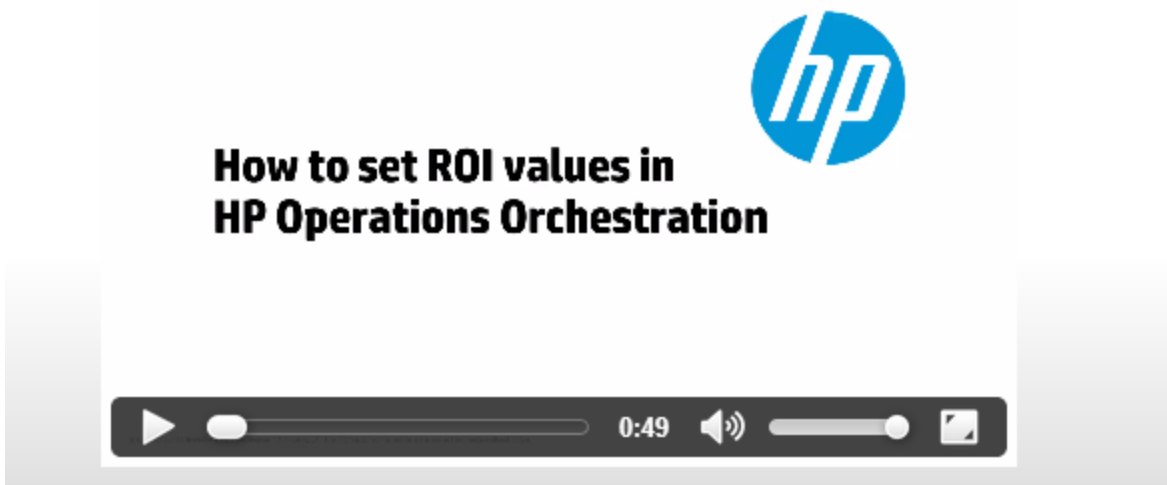 hp
How to set ROI values in
HP Operations Orchestration
0:49